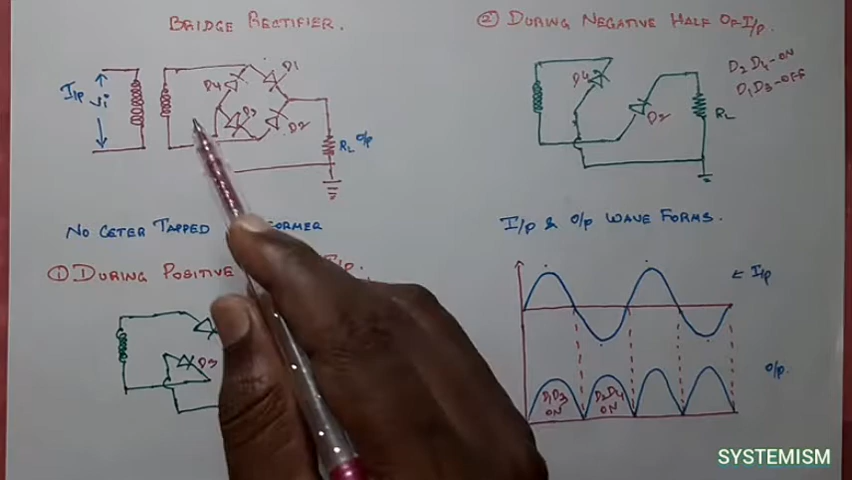 BRIDGE RECTIFIER.
I/p
Vi
D4
D1
D3
D2
RL
O/p
NO CETER TAPPED
① DURING POSITIVE
D3
② DURING NEGATIVE HALF OF I/p.
D4
D2
RL
D2 D4-ON
D1 D3-OFF
I/p & O/p WAVE FORMS.
← I/p
D1D3
ON
D2D4
ON
O/p.
SYSTEMISM